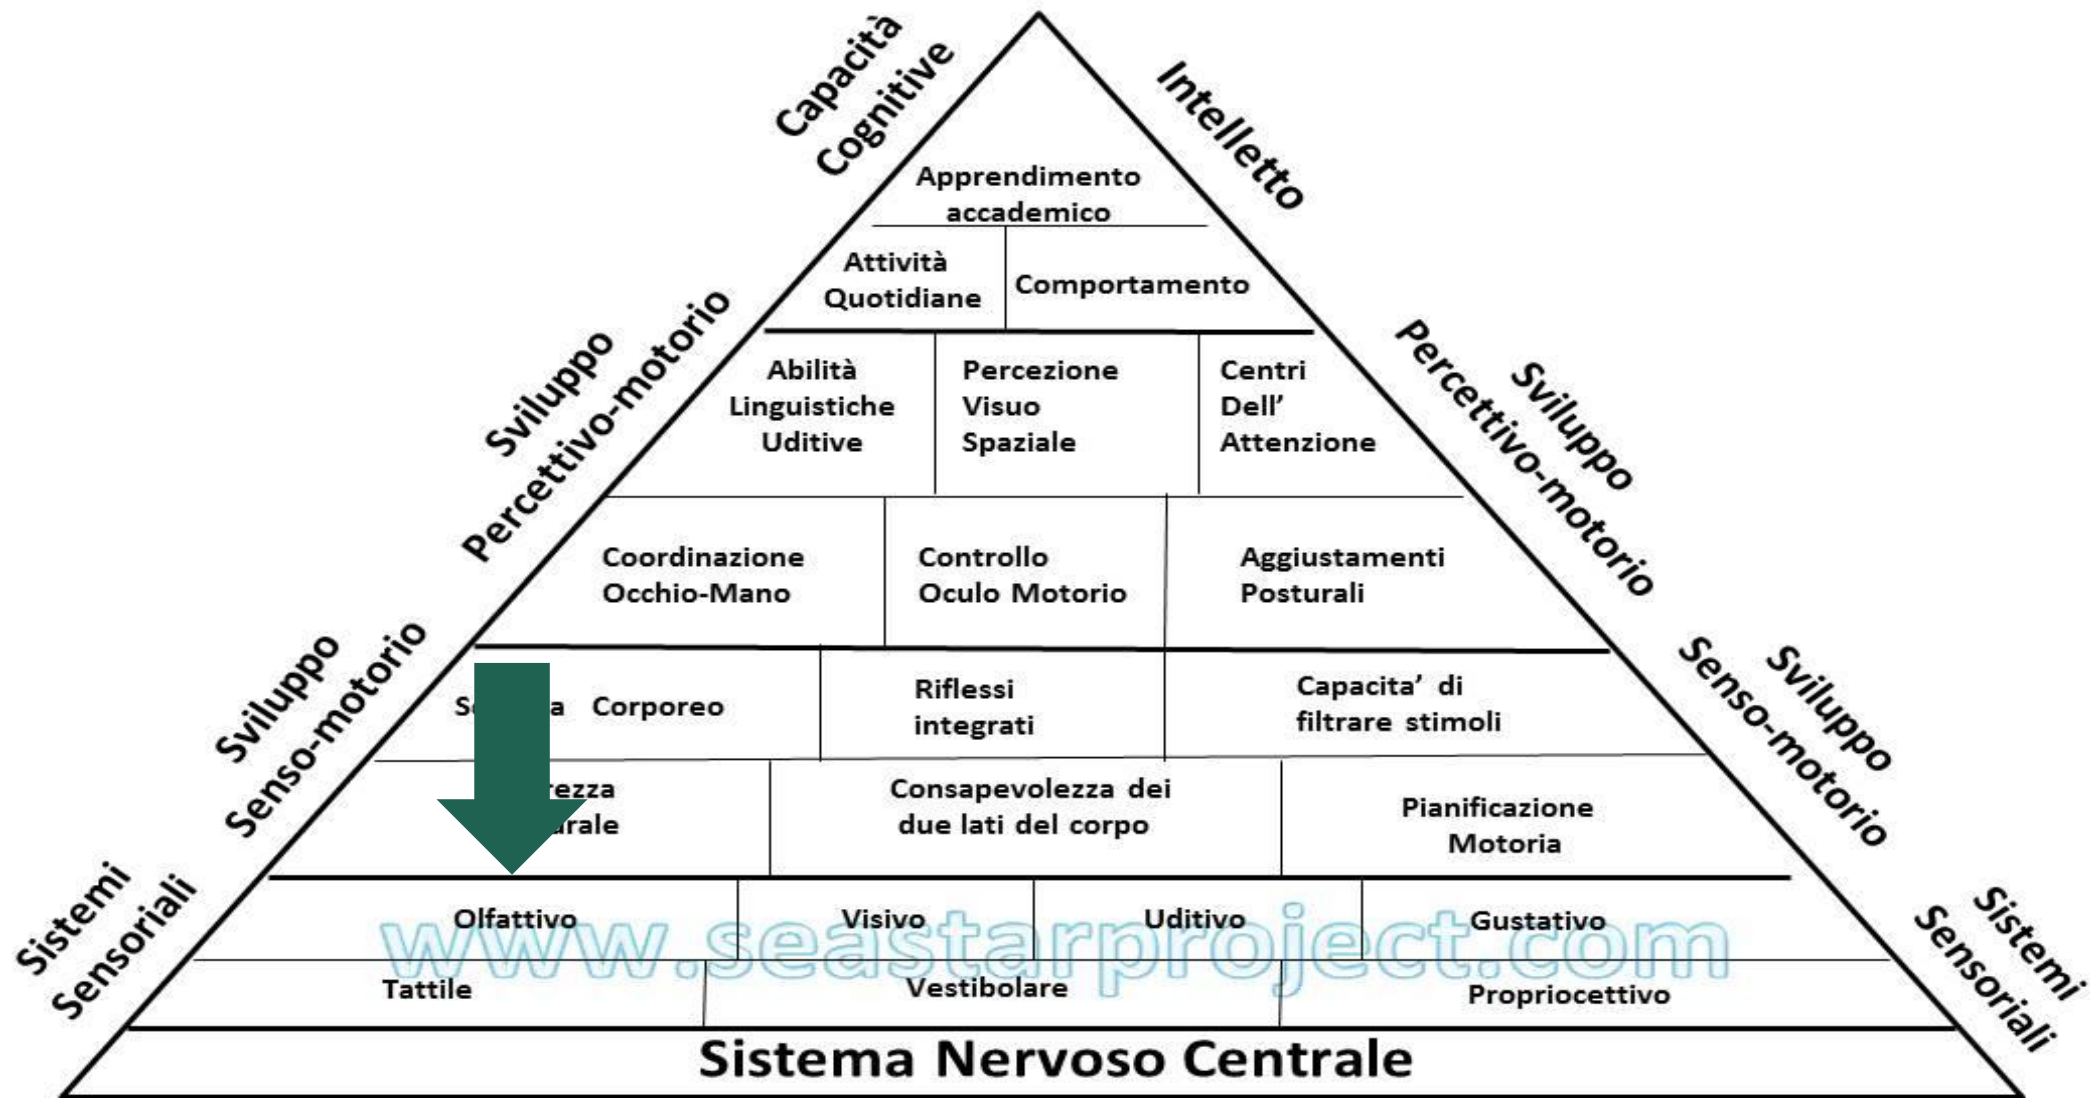 Capacità
Cognitive
Intelletto
Apprendimento
accademico
Attività
Quotidiane
Comportamento
Sviluppo
Percettivo-motorio
Sviluppo
Percettivo-motorio
Abilità
Linguistiche
Uditive
Percezione
Visuo
Spaziale
Centri
Dell’
Attenzione
Coordinazione
Occhio-Mano
Controllo
Oculo Motorio
Aggiustamenti
Posturali
Sviluppo
Senso-motorio
Sviluppo
Senso-motorio
Corporeo
Riflessi
integrati
Capacita’ di
filtrare stimoli
Consapevolezza dei
due lati del corpo
Pianificazione
Motoria
Sistemi
Sensoriali
Sistemi
Sensoriali
Olfattivo
Visivo
Uditivo
Gustativo
www.seastarproject.com
Tattile
Vestibolare
Propriocettivo
Sistema Nervoso Centrale